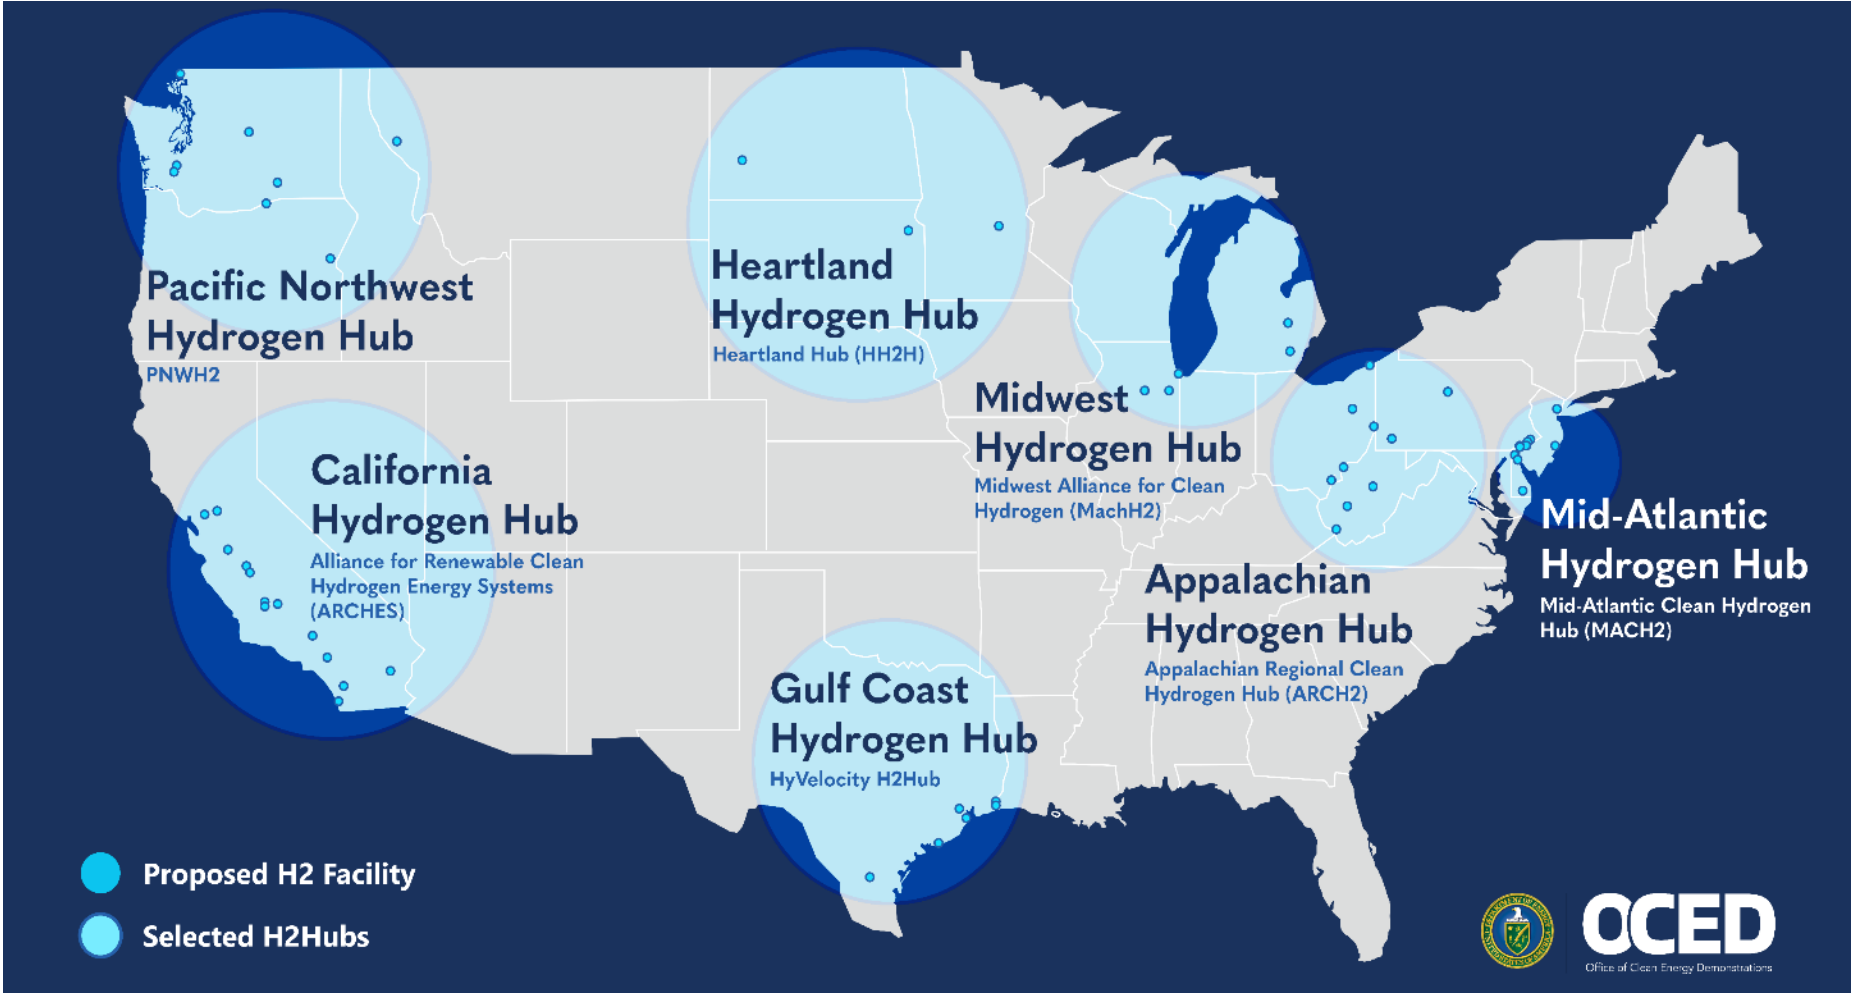 Pacific Northwest
Hydrogen Hub
PNWH2
Heartland
Hydrogen Hub
Heartland Hub (HH2H)
Midwest
Hydrogen Hub
Midwest Alliance for Clean
Hydrogen (MachH2)
California
Hydrogen Hub
Alliance for Renewable Clean
Hydrogen Energy Systems
(ARCHES)
Mid-Atlantic
Hydrogen Hub
Mid-Atlantic Clean Hydrogen
Hub (MACH2)
Appalachian
Hydrogen Hub
Appalachian Regional Clean
Hydrogen Hub (ARCH2)
Gulf Coast
Hydrogen Hub
HyVelocity H2Hub
Proposed H2 Facility
Selected H2Hubs
OCED
Office of Clean Energy Demonstrations